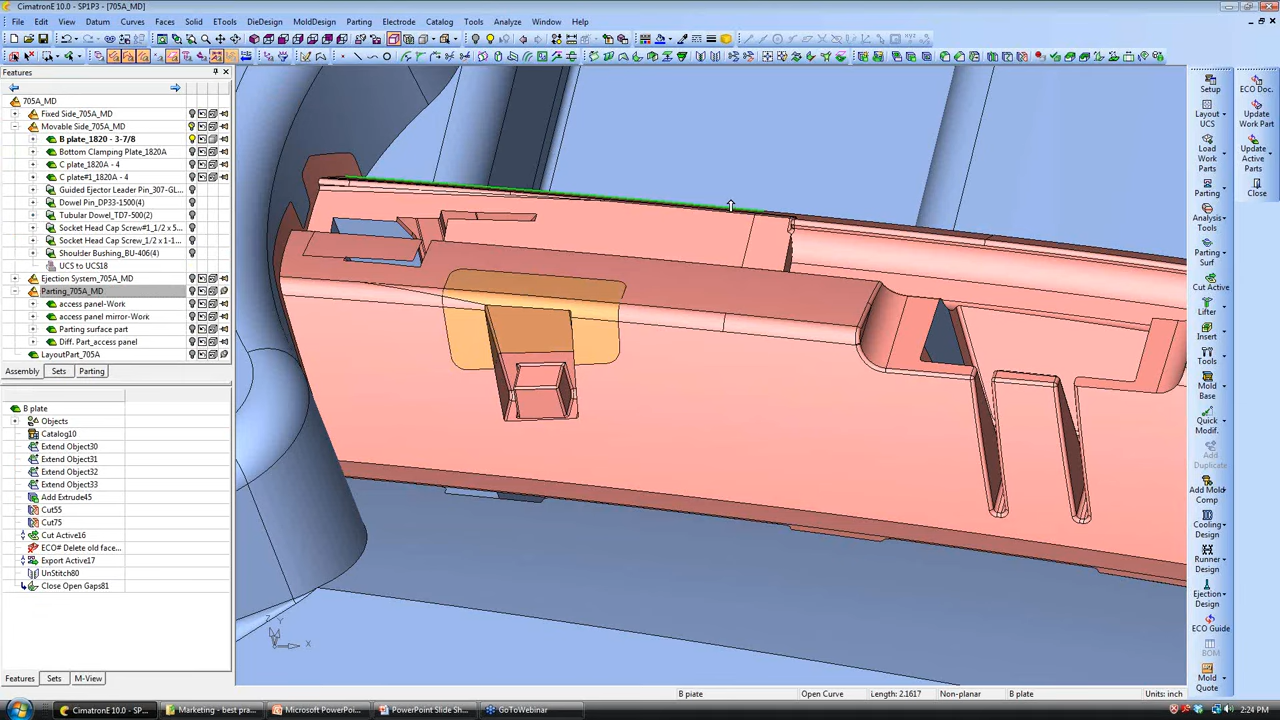 CimatronE 10.0 - SP1P3 - [705A_MD]
File Edit View Datum Curves Faces Solid ETools DieDesign MoldDesign Parting Electrode Catalog Tools Analyze Window Help
Features
705A_MD
Fixed Side_705A_MD
Movable Side_705A_MD
B plate_1820 - 3-7/8
Bottom Clamping Plate_1820A
C plate_1820A - 4
C plate#1_1820A - 4
Guided Ejector Leader Pin_307-GL...
Dowel Pin_DP33-1500(4)
Tubular Dowel_TD7-500(2)
Socket Head Cap Screw#1_1/2 x 5...
Socket Head Cap Screw_1/2 x 1-1...
Shoulder Bushing_BU-406(4)
UCS to UCS18
Ejection System_705A_MD
Parting_705A_MD
access panel-Work
access panel mirror-Work
Parting surface part
Diff. Part_access panel
LayoutPart_705A
Assembly Sets Parting
B plate
Objects
Catalog10
Extend Object30
Extend Object31
Extend Object32
Extend Object33
Add Extrude45
Cut55
Cut75
Cut Active16
ECO# Delete old face...
Export Active17
UnStitch80
Close Open Gaps81
Features Sets M-View
Z
Y
X
Setup
Layout UCS
Load Work Parts
Parting
Analysis Tools
Parting Surf
Cut Active
Lifter
Insert
Tools
Mold Base
Quick Modif.
Add Duplicate
Add Mold Comp
Cooling Design
Runner Design
Ejection Design
ECO Guide
BOM
Mold Quote
ECO Doc.
Update Work Part
Update Active Parts
Close
B plate Open Curve Length: 2.1617 Non-planar B plate Units: inch
CimatronE 10.0 - SP... Marketing - best pra... Microsoft PowerPoint... PowerPoint Slide Sh... GoToWebinar 2:24 PM